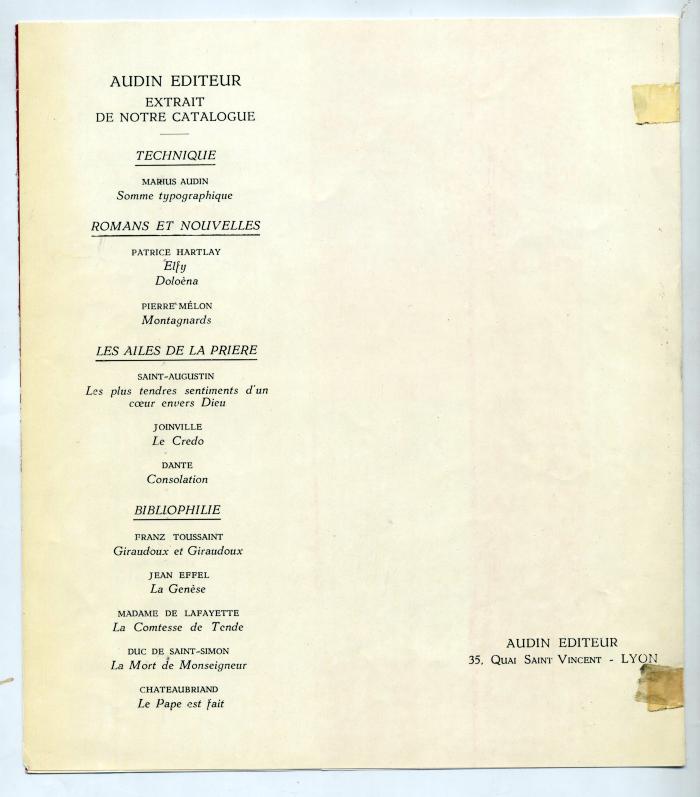 AUDIN EDITEUR
EXTRAIT
DE NOTRE CATALOGUE
TECHNIQUE
MARIUS AUDIN
Somme typographique
ROMANS ET NOUVELLES
PATRICE HARTLAY
Elfy
Doloèna
PIERRE MÉLON
Montagnards
LES AILES DE LA PRIERE
SAINT-AUGUSTIN
Les plus tendres sentiments d'un
cœur envers Dieu
JOINVILLE
Le Credo
DANTE
Consolation
BIBLIOPHILIE
FRANZ TOUSSAINT
Giraudoux et Giraudoux
JEAN EFFEL
La Genèse
MADAME DE LAFAYETTE
La Comtesse de Tende
DUC DE SAINT-SIMON
La Mort de Monseigneur
CHATEAUBRIAND
Le Pape est fait
AUDIN EDITEUR
35, QUAI SAINT VINCENT - LYON